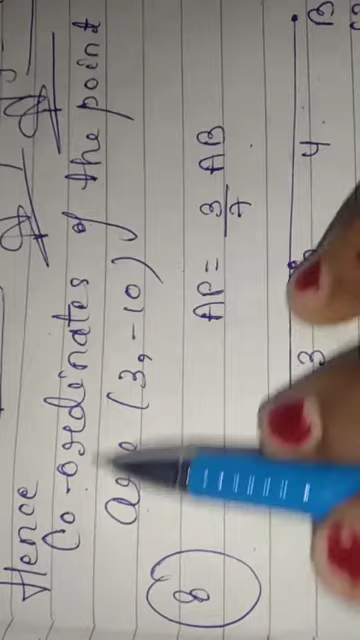 Hence
Co-ordinates of the point
are (3, -10)
8
AP = 3/7 AB
3
4
B